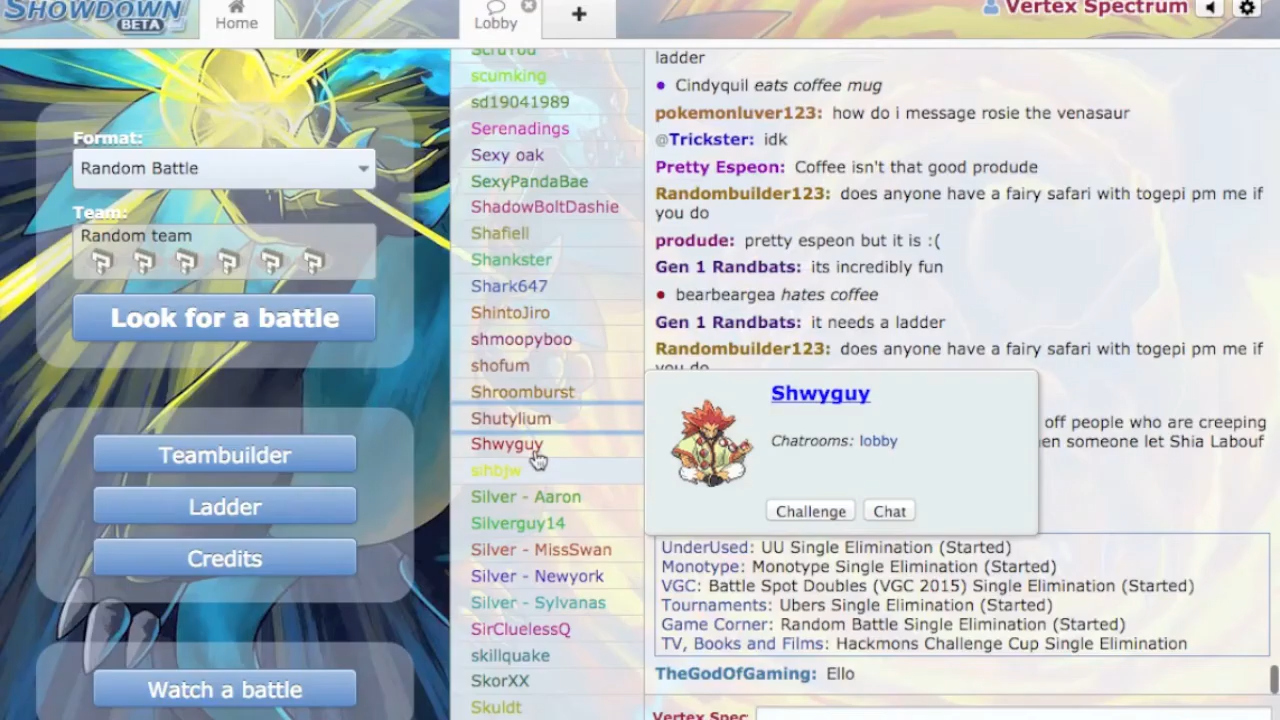 SHOWDOWN
BETA
Home
Lobby
+
Vertex Spectrum
Format:
Random Battle
Team:
Random team
? ? ? ? ? ?
Look for a battle
Teambuilder
Ladder
Credits
Watch a battle
ScruYou
scumking
sd19041989
Serenadings
Sexy oak
SexyPandaBae
ShadowBoltDashie
Shafiell
Shankster
Shark647
ShintoJiro
shmoopyboo
shofum
Shroomburst
Shutylium
Shwyguy
sihbjw
Silver - Aaron
Silverguy14
Silver - MissSwan
Silver - Newyork
Silver - Sylvanas
SirCluelessQ
skillquake
SkorXX
Skuldt
ladder
• Cindyquil eats coffee mug
pokemonluver123: how do i message rosie the venasaur
@Trickster: idk
Pretty Espeon: Coffee isn't that good produde
Randombuilder123: does anyone have a fairy safari with togepi pm me if
you do
produde: pretty espeon but it is :(
Gen 1 Randbats: its incredibly fun
• bearbeargea hates coffee
Gen 1 Randbats: it needs a ladder
Randombuilder123: does anyone have a fairy safari with togepi pm me if
you do
Shwyguy
Chatrooms: lobby
Challenge Chat
off people who are creeping
en someone let Shia Labouf
UnderUsed: UU Single Elimination (Started)
Monotype: Monotype Single Elimination (Started)
VGC: Battle Spot Doubles (VGC 2015) Single Elimination (Started)
Tournaments: Ubers Single Elimination (Started)
Game Corner: Random Battle Single Elimination (Started)
TV, Books and Films: Hackmons Challenge Cup Single Elimination
TheGodOfGaming: Ello
Vertex Spec